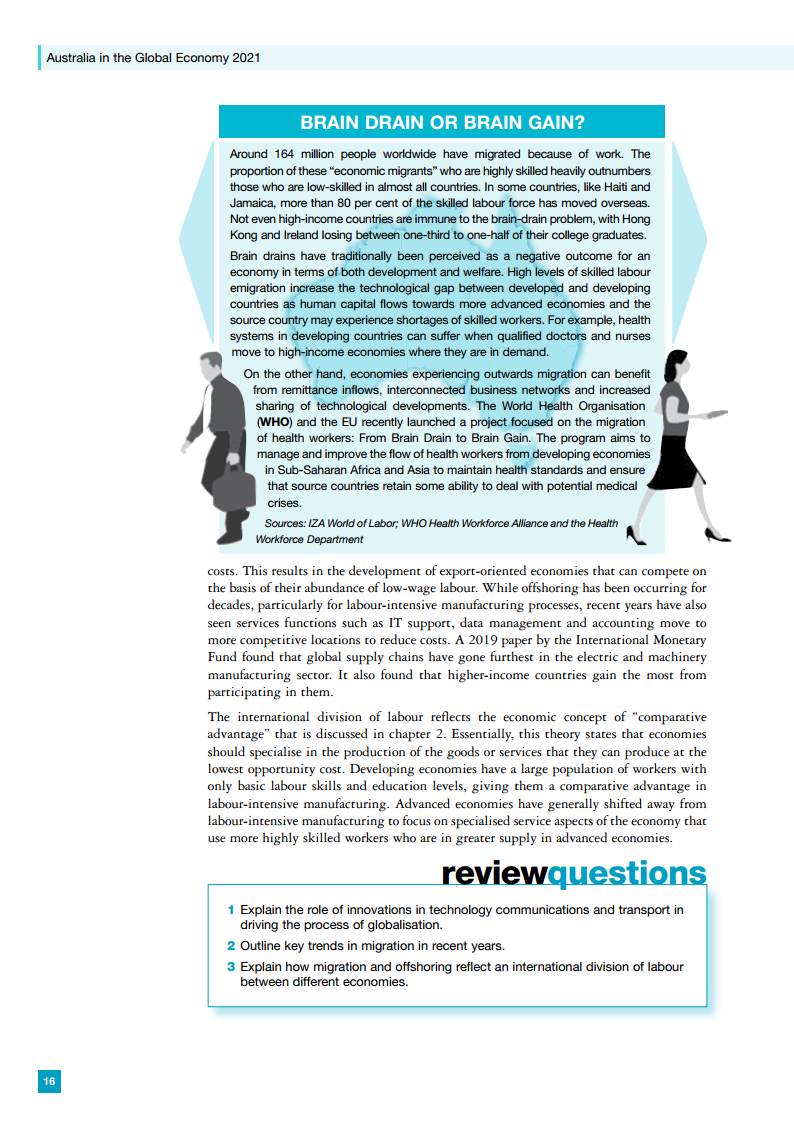 Australia in the Global Economy 2021
BRAIN DRAIN OR BRAIN GAIN?
Around 164 million people worldwide have migrated because of work. The
proportion of these “economic migrants” who are highly skilled heavily outnumbers
those who are low-skilled in almost all countries. In some countries, like Haiti and
Jamaica, more than 80 per cent of the skilled labour force has moved overseas.
Not even high-income countries are immune to the brain-drain problem, with Hong
Kong and Ireland losing between one-third to one-half of their college graduates.
Brain drains have traditionally been perceived as a negative outcome for an
economy in terms of both development and welfare. High levels of skilled labour
emigration increase the technological gap between developed and developing
countries as human capital flows towards more advanced economies and the
source country may experience shortages of skilled workers. For example, health
systems in developing countries can suffer when qualified doctors and nurses
move to high-income economies where they are in demand.
On the other hand, economies experiencing outwards migration can benefit
from remittance inflows, interconnected business networks and increased
sharing of technological developments. The World Health Organisation
(WHO) and the EU recently launched a project focused on the migration
of health workers: From Brain Drain to Brain Gain. The program aims to
manage and improve the flow of health workers from developing economies
in Sub-Saharan Africa and Asia to maintain health standards and ensure
that source countries retain some ability to deal with potential medical
crises.
Sources: IZA World of Labor; WHO Health Workforce Alliance and the Health
Workforce Department
costs. This results in the development of export-oriented economies that can compete on
the basis of their abundance of low-wage labour. While offshoring has been occurring for
decades, particularly for labour-intensive manufacturing processes, recent years have also
seen services functions such as IT support, data management and accounting move to
more competitive locations to reduce costs. A 2019 paper by the International Monetary
Fund found that global supply chains have gone furthest in the electric and machinery
manufacturing sector. It also found that higher-income countries gain the most from
participating in them.
The international division of labour reflects the economic concept of “comparative
advantage” that is discussed in chapter 2. Essentially, this theory states that economies
should specialise in the production of the goods or services that they can produce at the
lowest opportunity cost. Developing economies have a large population of workers with
only basic labour skills and education levels, giving them a comparative advantage in
labour-intensive manufacturing. Advanced economies have generally shifted away from
labour-intensive manufacturing to focus on specialised service aspects of the economy that
use more highly skilled workers who are in greater supply in advanced economies.
reviewquestions
1 Explain the role of innovations in technology communications and transport in
driving the process of globalisation.
2 Outline key trends in migration in recent years.
3 Explain how migration and offshoring reflect an international division of labour
between different economies.
16